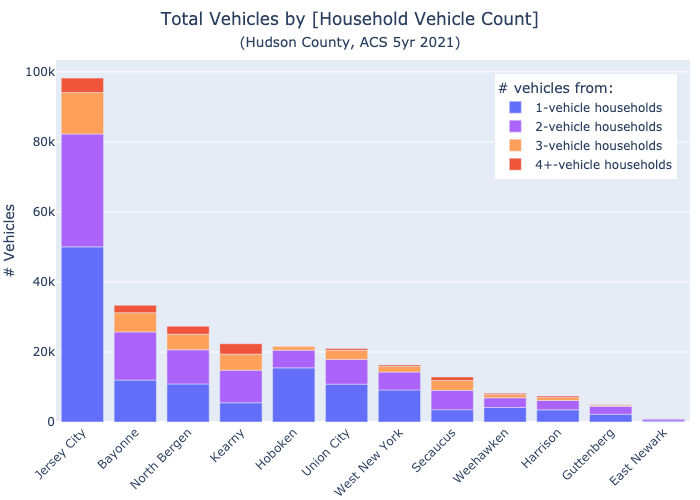 Total Vehicles by [Household Vehicle Count]
(Hudson County, ACS 5yr 2021)
# Vehicles
100k
80k
60k
40k
20k
0
# vehicles from:
1-vehicle households
2-vehicle households
3-vehicle households
4+-vehicle households
Jersey City
Bayonne
North Bergen
Kearny
Hoboken
Union City
West New York
Secaucus
Weehawken
Harrison
Guttenberg
East Newark